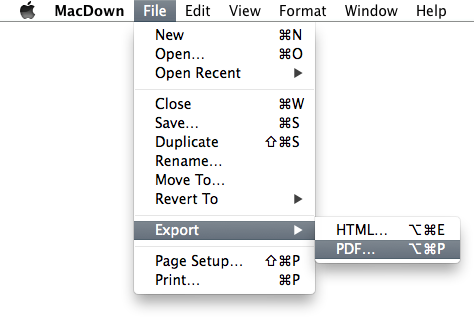 MacDown File Edit View Format Window Help
New ⌘N
Open... ⌘O
Open Recent ▶
Close ⌘W
Save... ⌘S
Duplicate ⇧⌘S
Rename...
Move To...
Revert To ▶
Export ▶
HTML... ⌥⌘E
PDF... ⌥⌘P
Page Setup... ⇧⌘P
Print... ⌘P